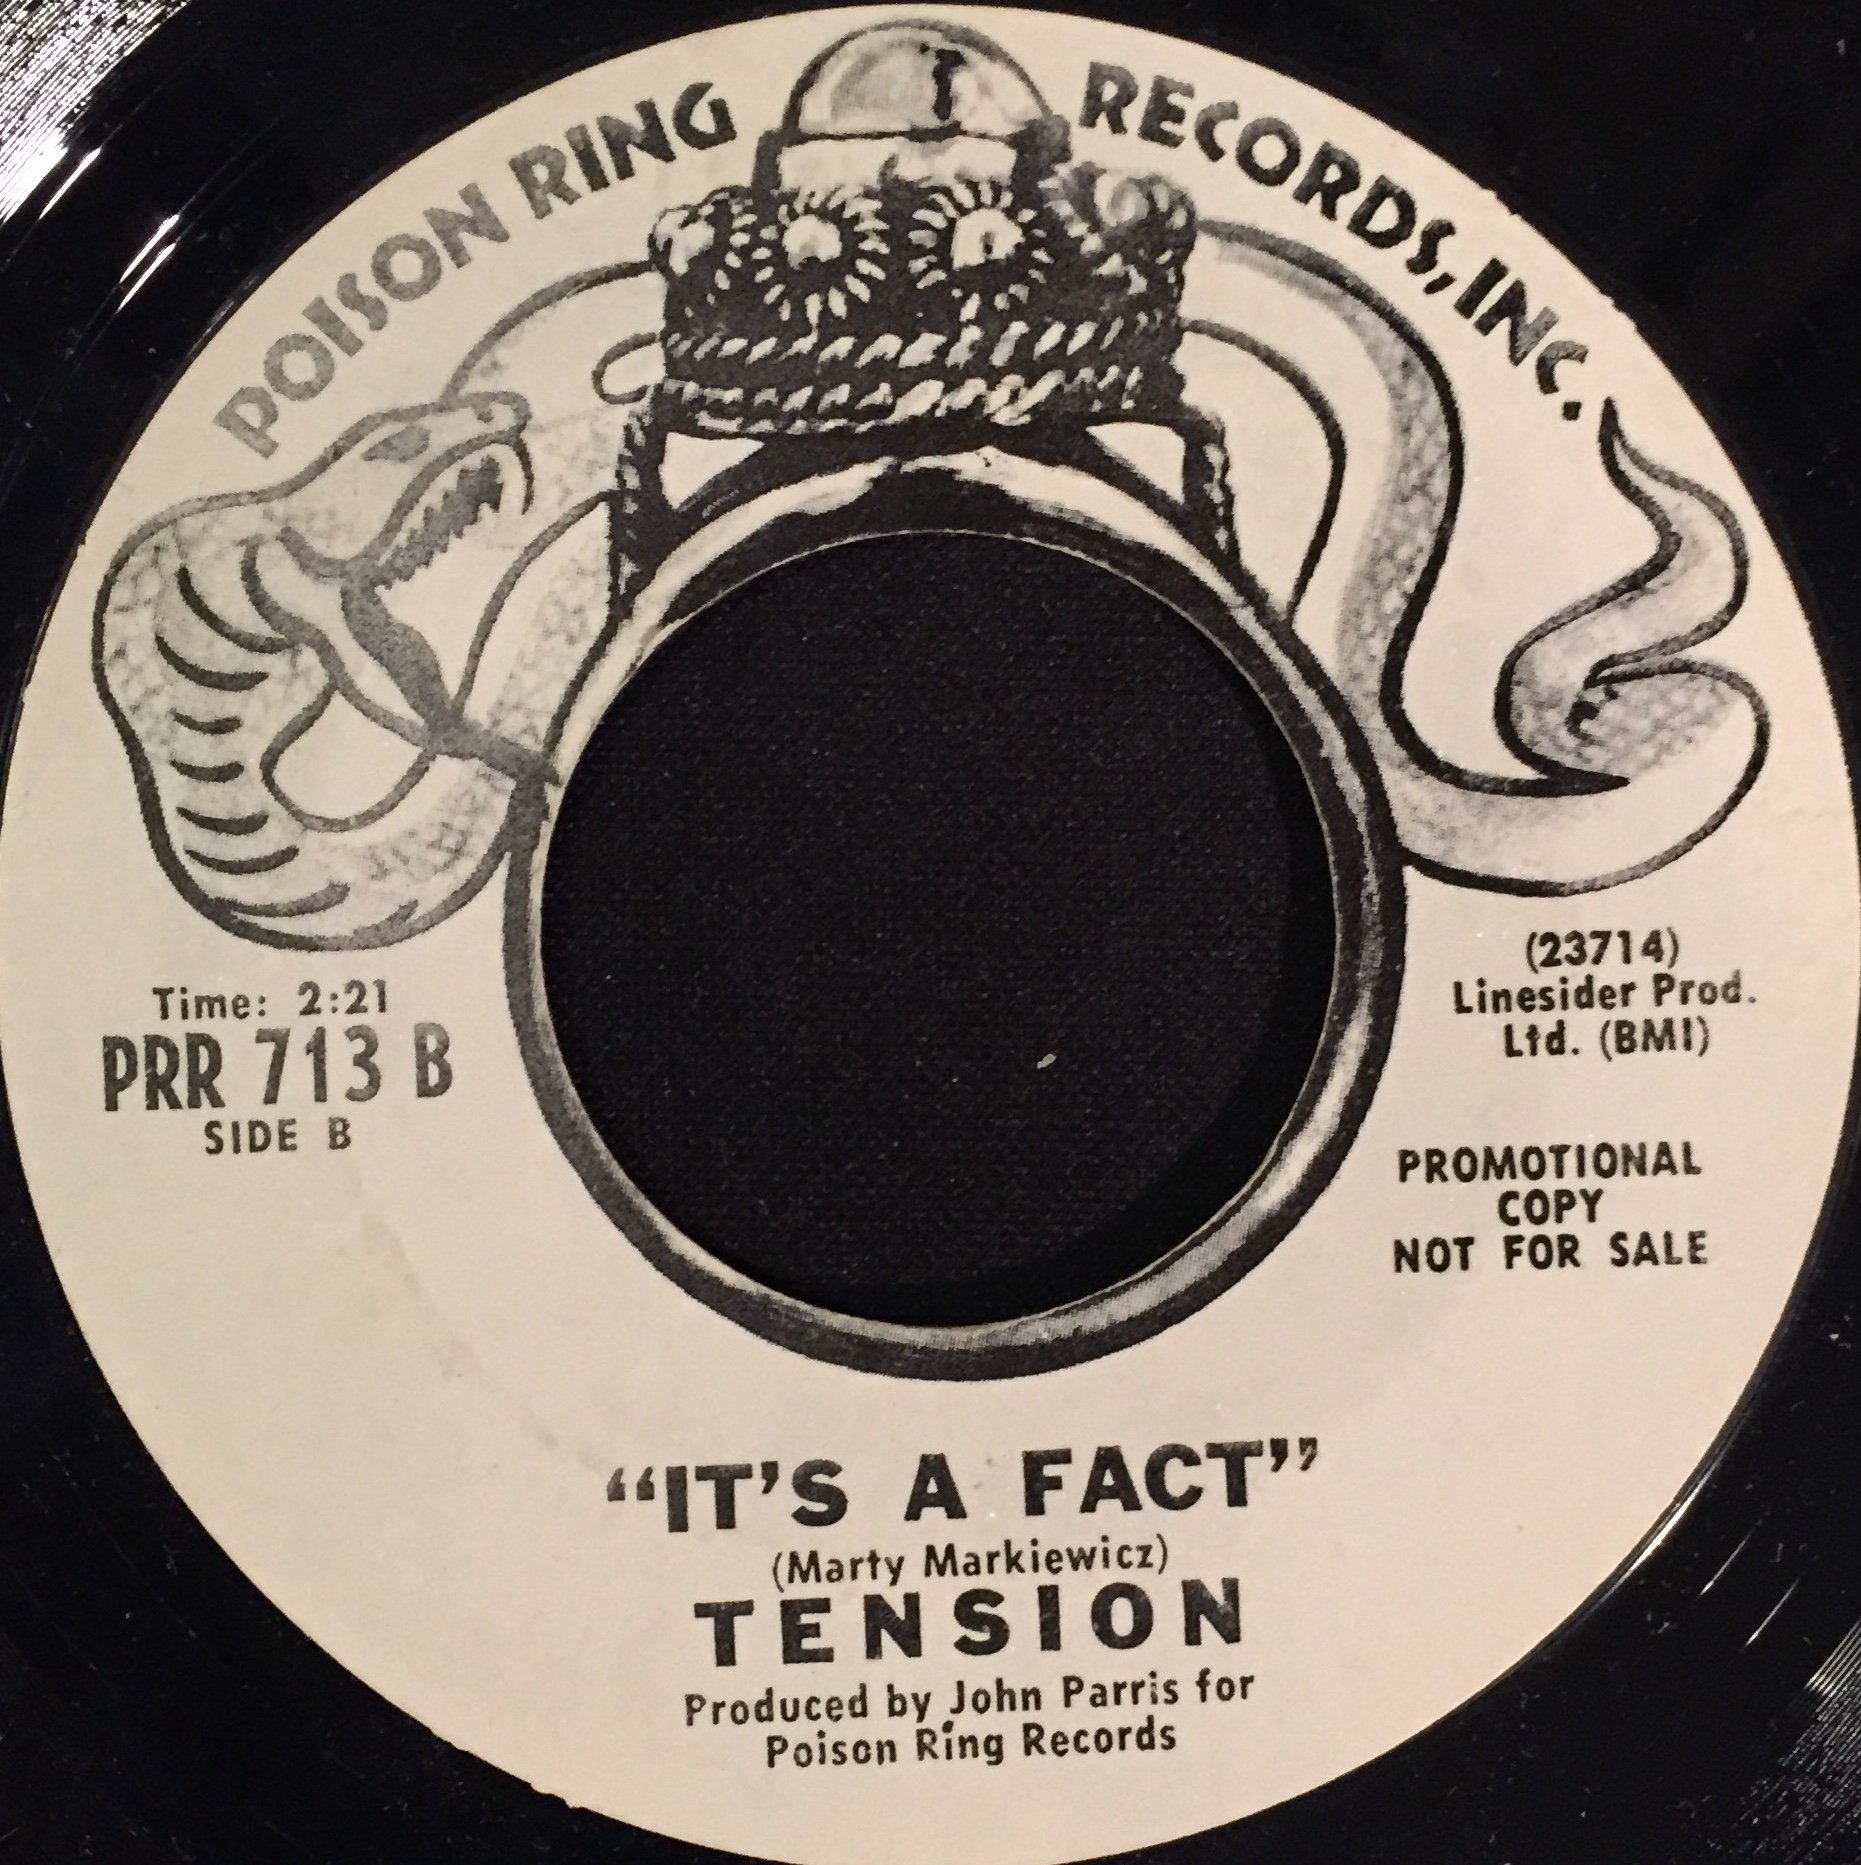 POISON RING RECORDS, INC.
Time: 2:21
PRR 713 B
SIDE B
(23714)
Linesider Prod.
Ltd. (BMI)
PROMOTIONAL
COPY
NOT FOR SALE
“IT'S A FACT”
(Marty Markiewicz)
TENSION
Produced by John Parris for
Poison Ring Records